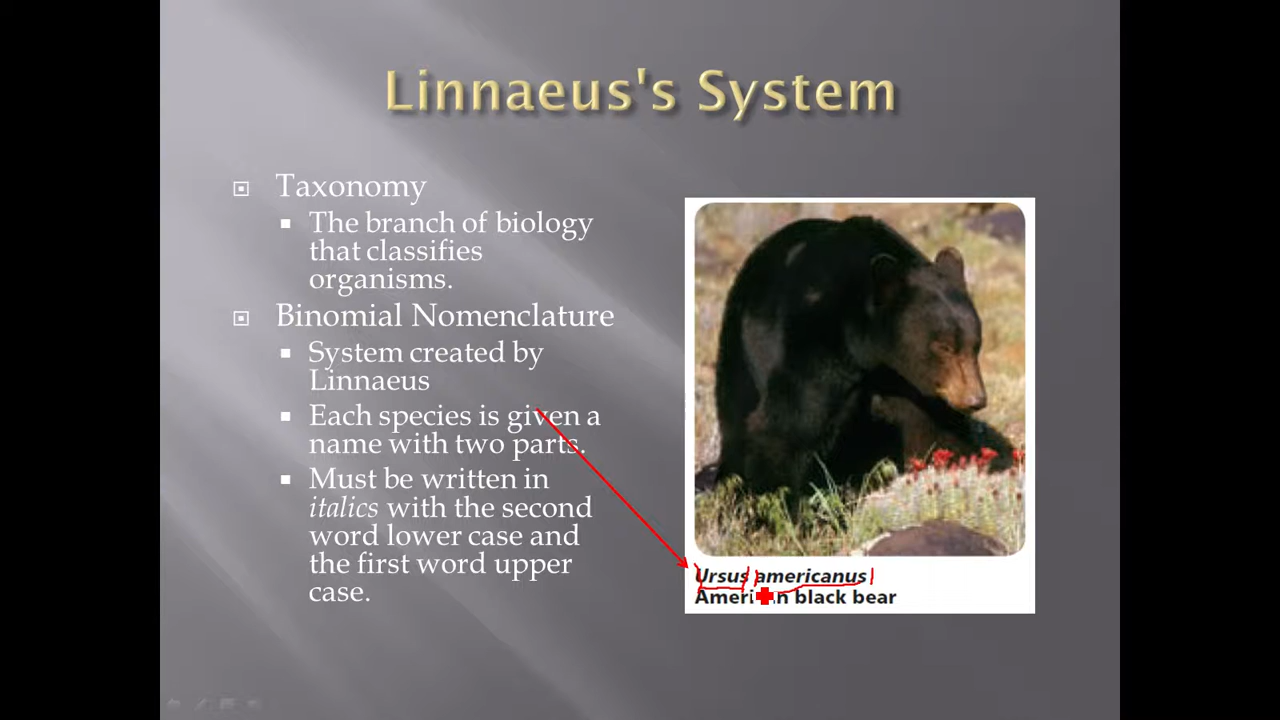 Linnaeus's System
Taxonomy
The branch of biology
that classifies
organisms.
Binomial Nomenclature
System created by
Linnaeus
Each species is given a
name with two parts.
Must be written in
italics with the second
word lower case and
the first word upper
case.
Ursus americanus
American black bear